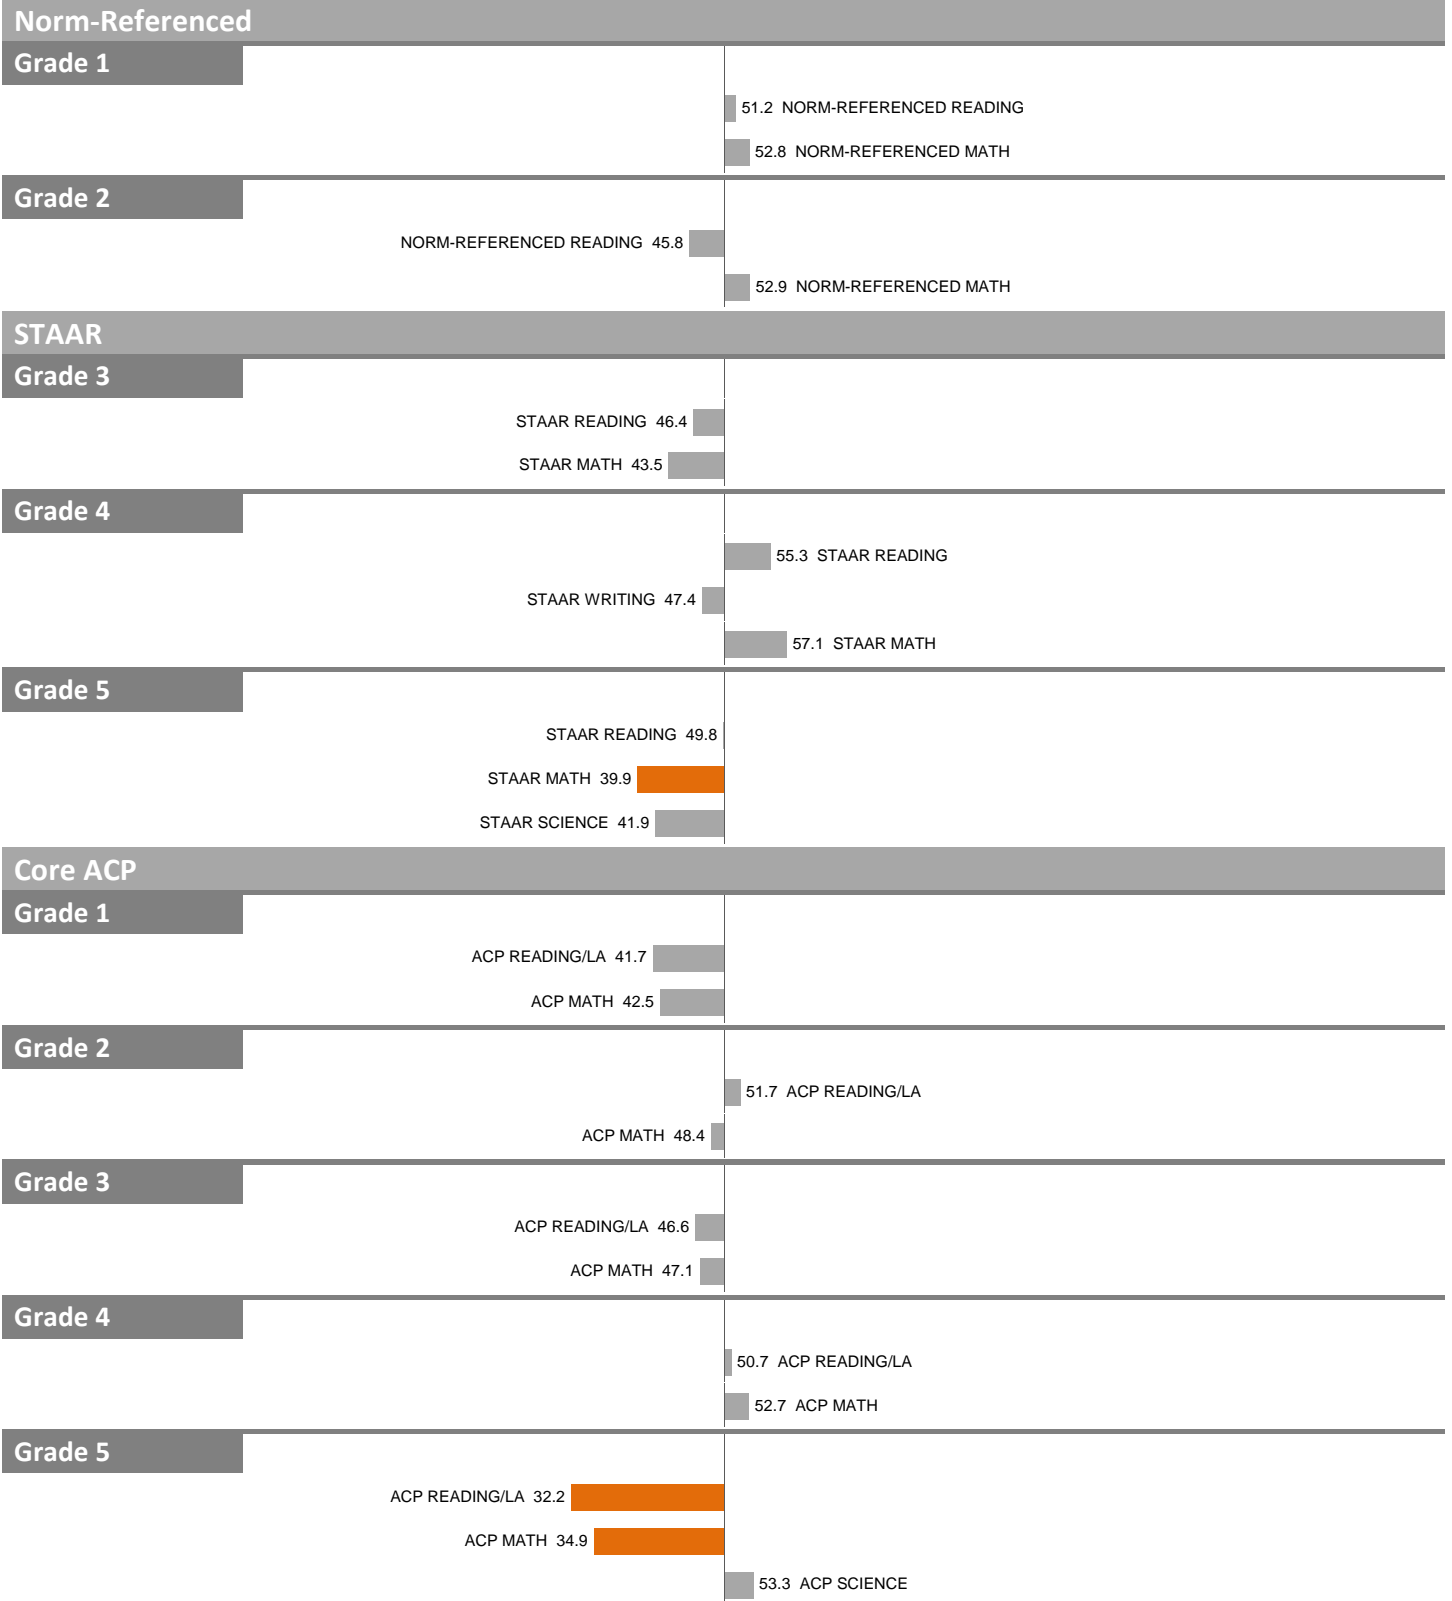 Norm-Referenced
Grade 1
51.2 NORM-REFERENCED READING
52.8 NORM-REFERENCED MATH
Grade 2
NORM-REFERENCED READING 45.8
52.9 NORM-REFERENCED MATH
STAAR
Grade 3
STAAR READING 46.4
STAAR MATH 43.5
Grade 4
55.3 STAAR READING
STAAR WRITING 47.4
57.1 STAAR MATH
Grade 5
STAAR READING 49.8
STAAR MATH 39.9
STAAR SCIENCE 41.9
Core ACP
Grade 1
ACP READING/LA 41.7
ACP MATH 42.5
Grade 2
51.7 ACP READING/LA
ACP MATH 48.4
Grade 3
ACP READING/LA 46.6
ACP MATH 47.1
Grade 4
50.7 ACP READING/LA
52.7 ACP MATH
Grade 5
ACP READING/LA 32.2
ACP MATH 34.9
53.3 ACP SCIENCE